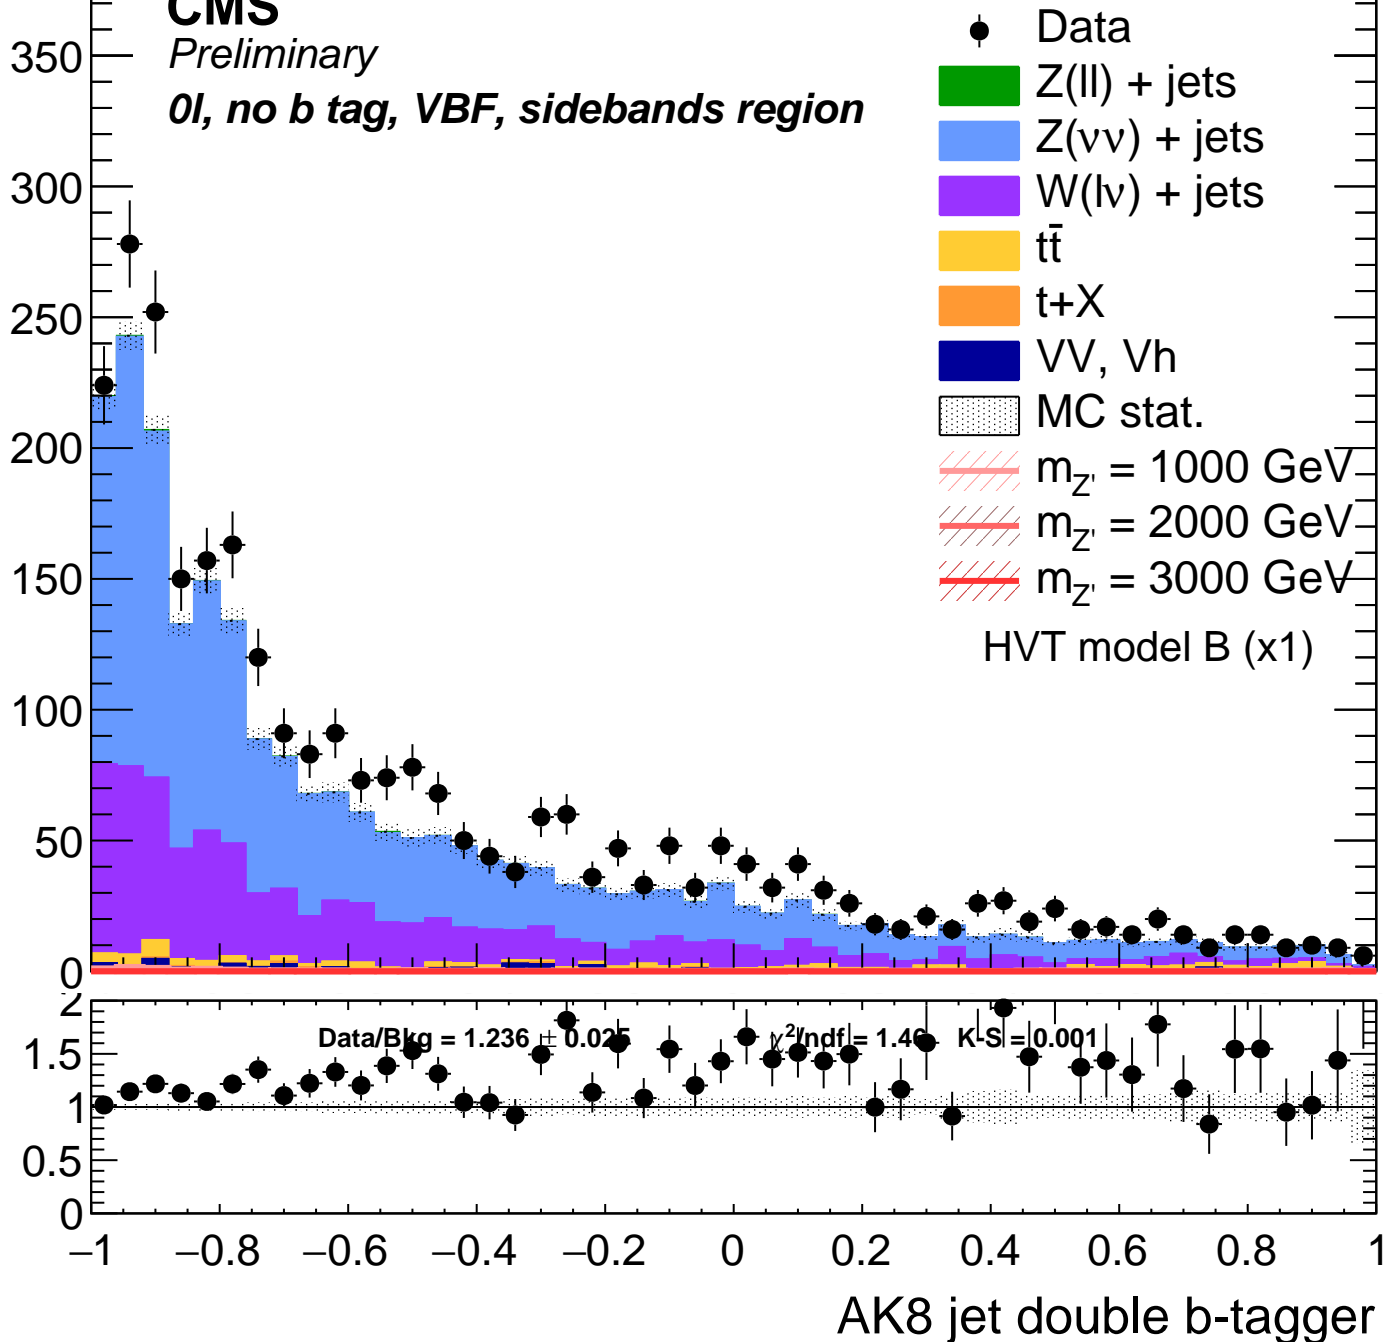 CMS
Preliminary
0l, no b tag, VBF, sidebands region
Data
Z(ll) + jets
Z(νν) + jets
W(lν) + jets
tt̄
t+X
VV, Vh
MC stat.
m_Z' = 1000 GeV
m_Z' = 2000 GeV
m_Z' = 3000 GeV
HVT model B (x1)
350
300
250
200
150
100
50
0
Data/Bkg = 1.236 ± 0.025 χ²/ndf = 1.40 K-S = 0.001
2
1.5
1
0.5
0
−1 −0.8 −0.6 −0.4 −0.2 0 0.2 0.4 0.6 0.8 1
AK8 jet double b-tagger